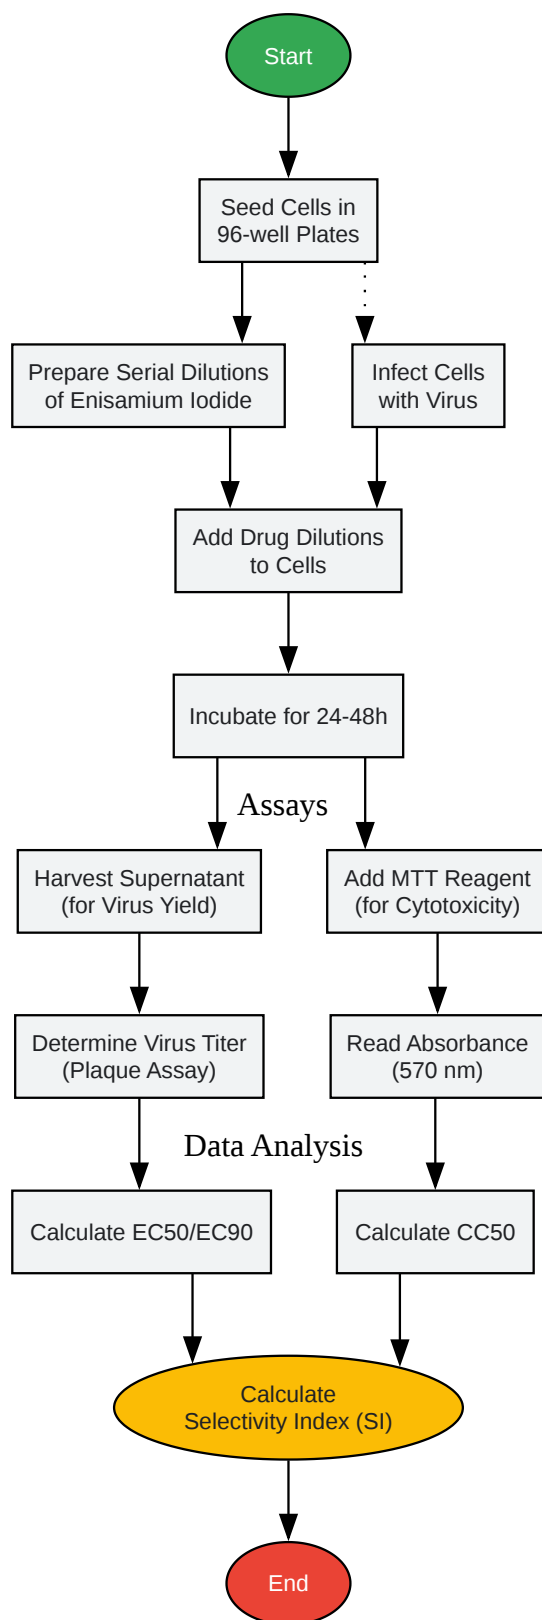 Start
Seed Cells in
96-well Plates
Prepare Serial Dilutions
of Enisamium Iodide
Infect Cells
with Virus
Add Drug Dilutions
to Cells
Incubate for 24-48h
Assays
Harvest Supernatant
(for Virus Yield)
Add MTT Reagent
(for Cytotoxicity)
Determine Virus Titer
(Plaque Assay)
Read Absorbance
(570 nm)
Data Analysis
Calculate EC50/EC90
Calculate CC50
Calculate
Selectivity Index (SI)
End